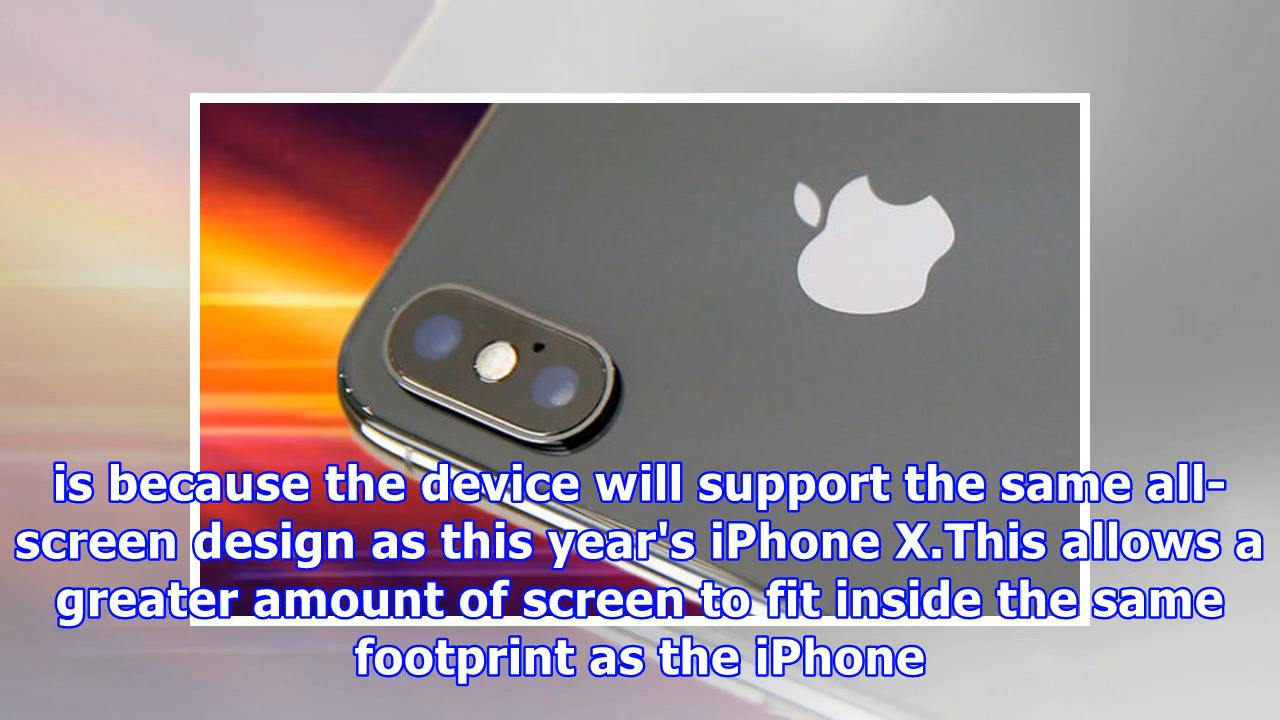 is because the device will support the same all-
screen design as this year's iPhone X.This allows a
greater amount of screen to fit inside the same
footprint as the iPhone